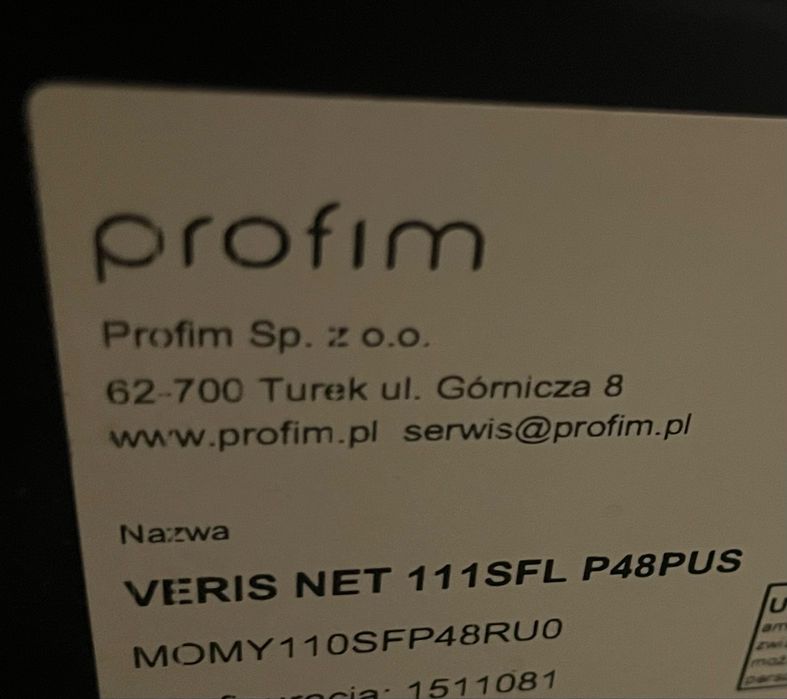 profim
Profim Sp. z o.o.
62-700 Turek ul. Górnicza 8
www.profim.pl serwis@profim.pl
Nazwa
VERIS NET 111SFL P48PUS
MOMY110SFP48RU0
1511081